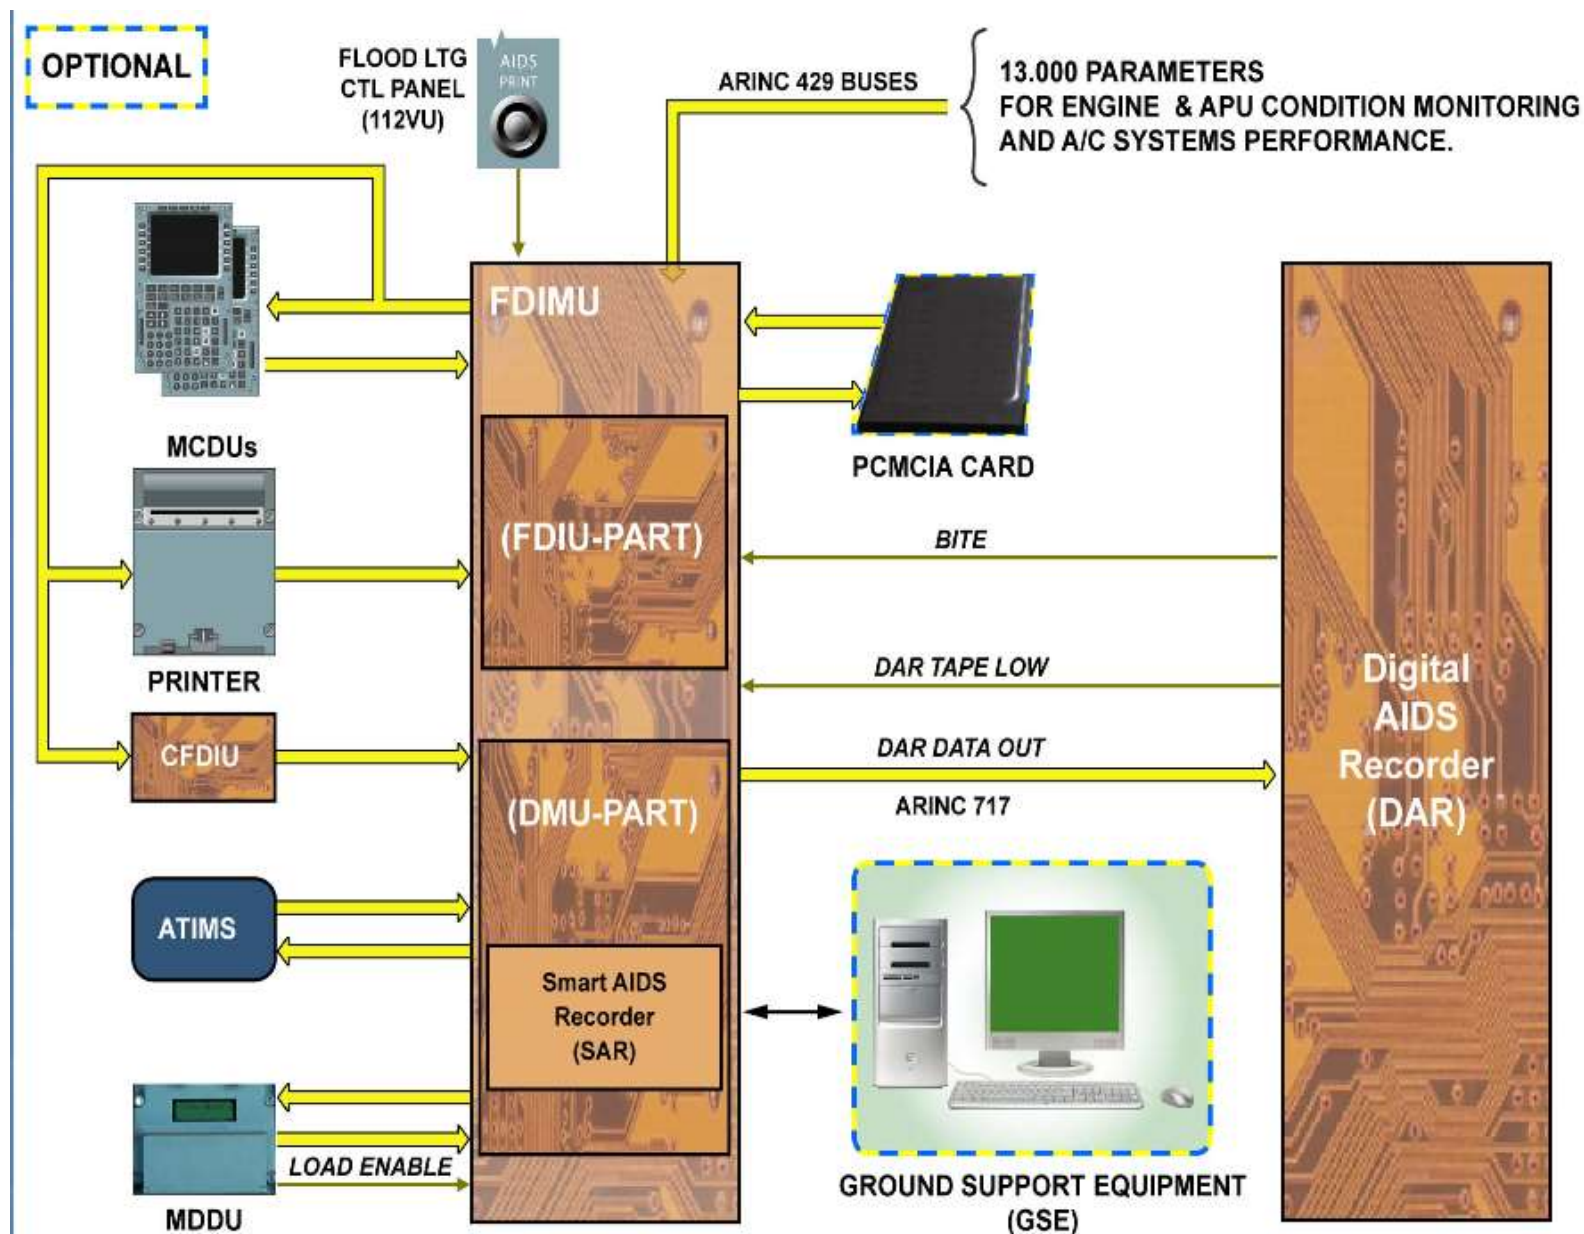 OPTIONAL
FLOOD LTG
CTL PANEL
(112VU)
AIDS
PRINT
ARINC 429 BUSES
13.000 PARAMETERS
FOR ENGINE & APU CONDITION MONITORING
AND A/C SYSTEMS PERFORMANCE.
FDIMU
MCDUs
PCMCIA CARD
(FDIU-PART)
BITE
PRINTER
DAR TAPE LOW
Digital
AIDS
Recorder
(DAR)
CFDIU
DAR DATA OUT
ARINC 717
(DMU-PART)
ATIMS
Smart AIDS
Recorder
(SAR)
LOAD ENABLE
MDDU
GROUND SUPPORT EQUIPMENT
(GSE)